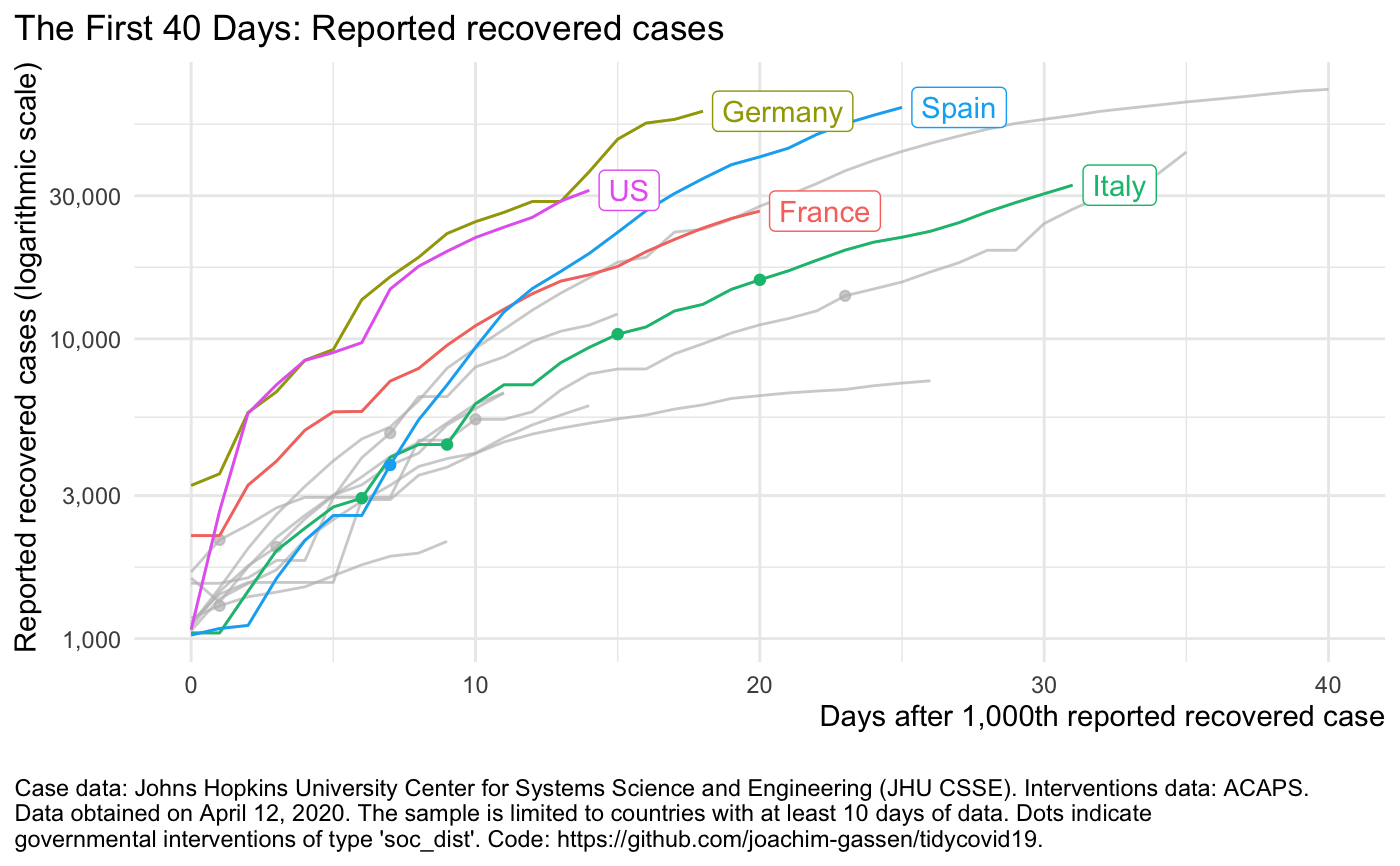 The First 40 Days: Reported recovered cases
Reported recovered cases (logarithmic scale)
30,000
10,000
3,000
1,000
Germany
Spain
US
Italy
France
0 10 20 30 40
Days after 1,000th reported recovered case
Case data: Johns Hopkins University Center for Systems Science and Engineering (JHU CSSE). Interventions data: ACAPS.
Data obtained on April 12, 2020. The sample is limited to countries with at least 10 days of data. Dots indicate
governmental interventions of type 'soc_dist'. Code: https://github.com/joachim-gassen/tidycovid19.